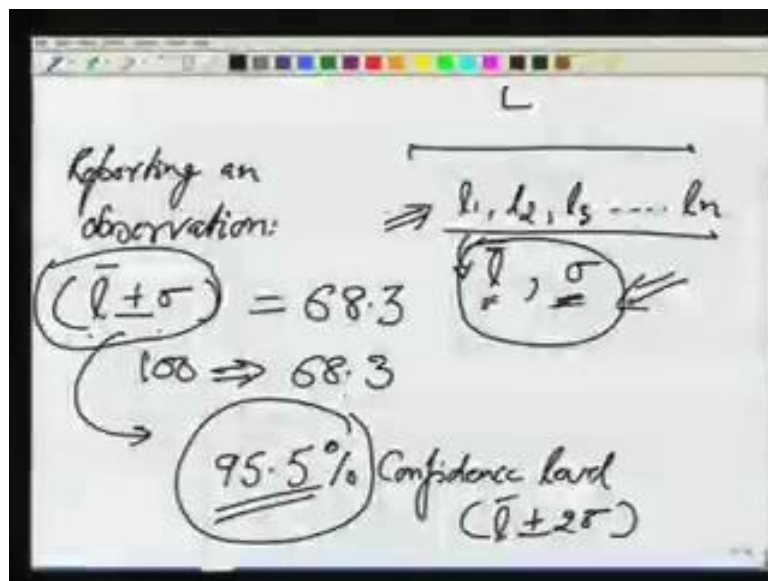 L
Reporting an
observation:
⇒ l₁, l₂, l₃ ---- ln
l̄, σ
(l̄ ± σ) = 68.3
100 ⇒ 68.3
95.5% Confidence level
(l̄ ± 2σ)